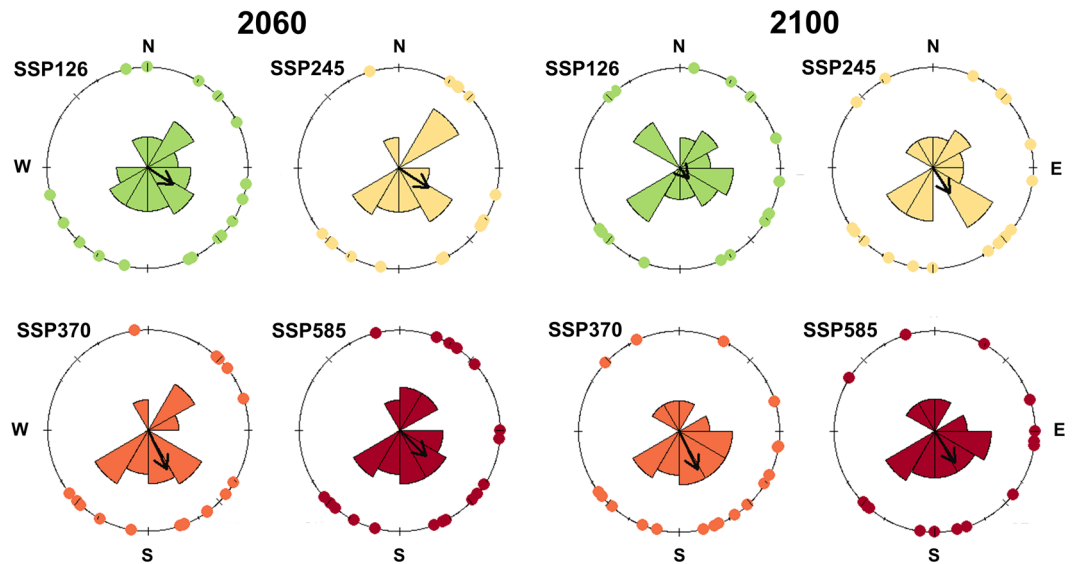 2060 2100
N N N N
SSP126 SSP245 SSP126 SSP245
W E
SSP370 SSP585 SSP370 SSP585
W E
S S S S